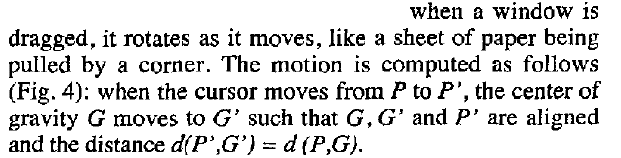 when a window is
dragged, it rotates as it moves, like a sheet of paper being
pulled by a corner. The motion is computed as follows
(Fig. 4): when the cursor moves from P to P', the center of
gravity G moves to G' such that G, G' and P' are aligned
and the distance d(P',G') = d (P,G).